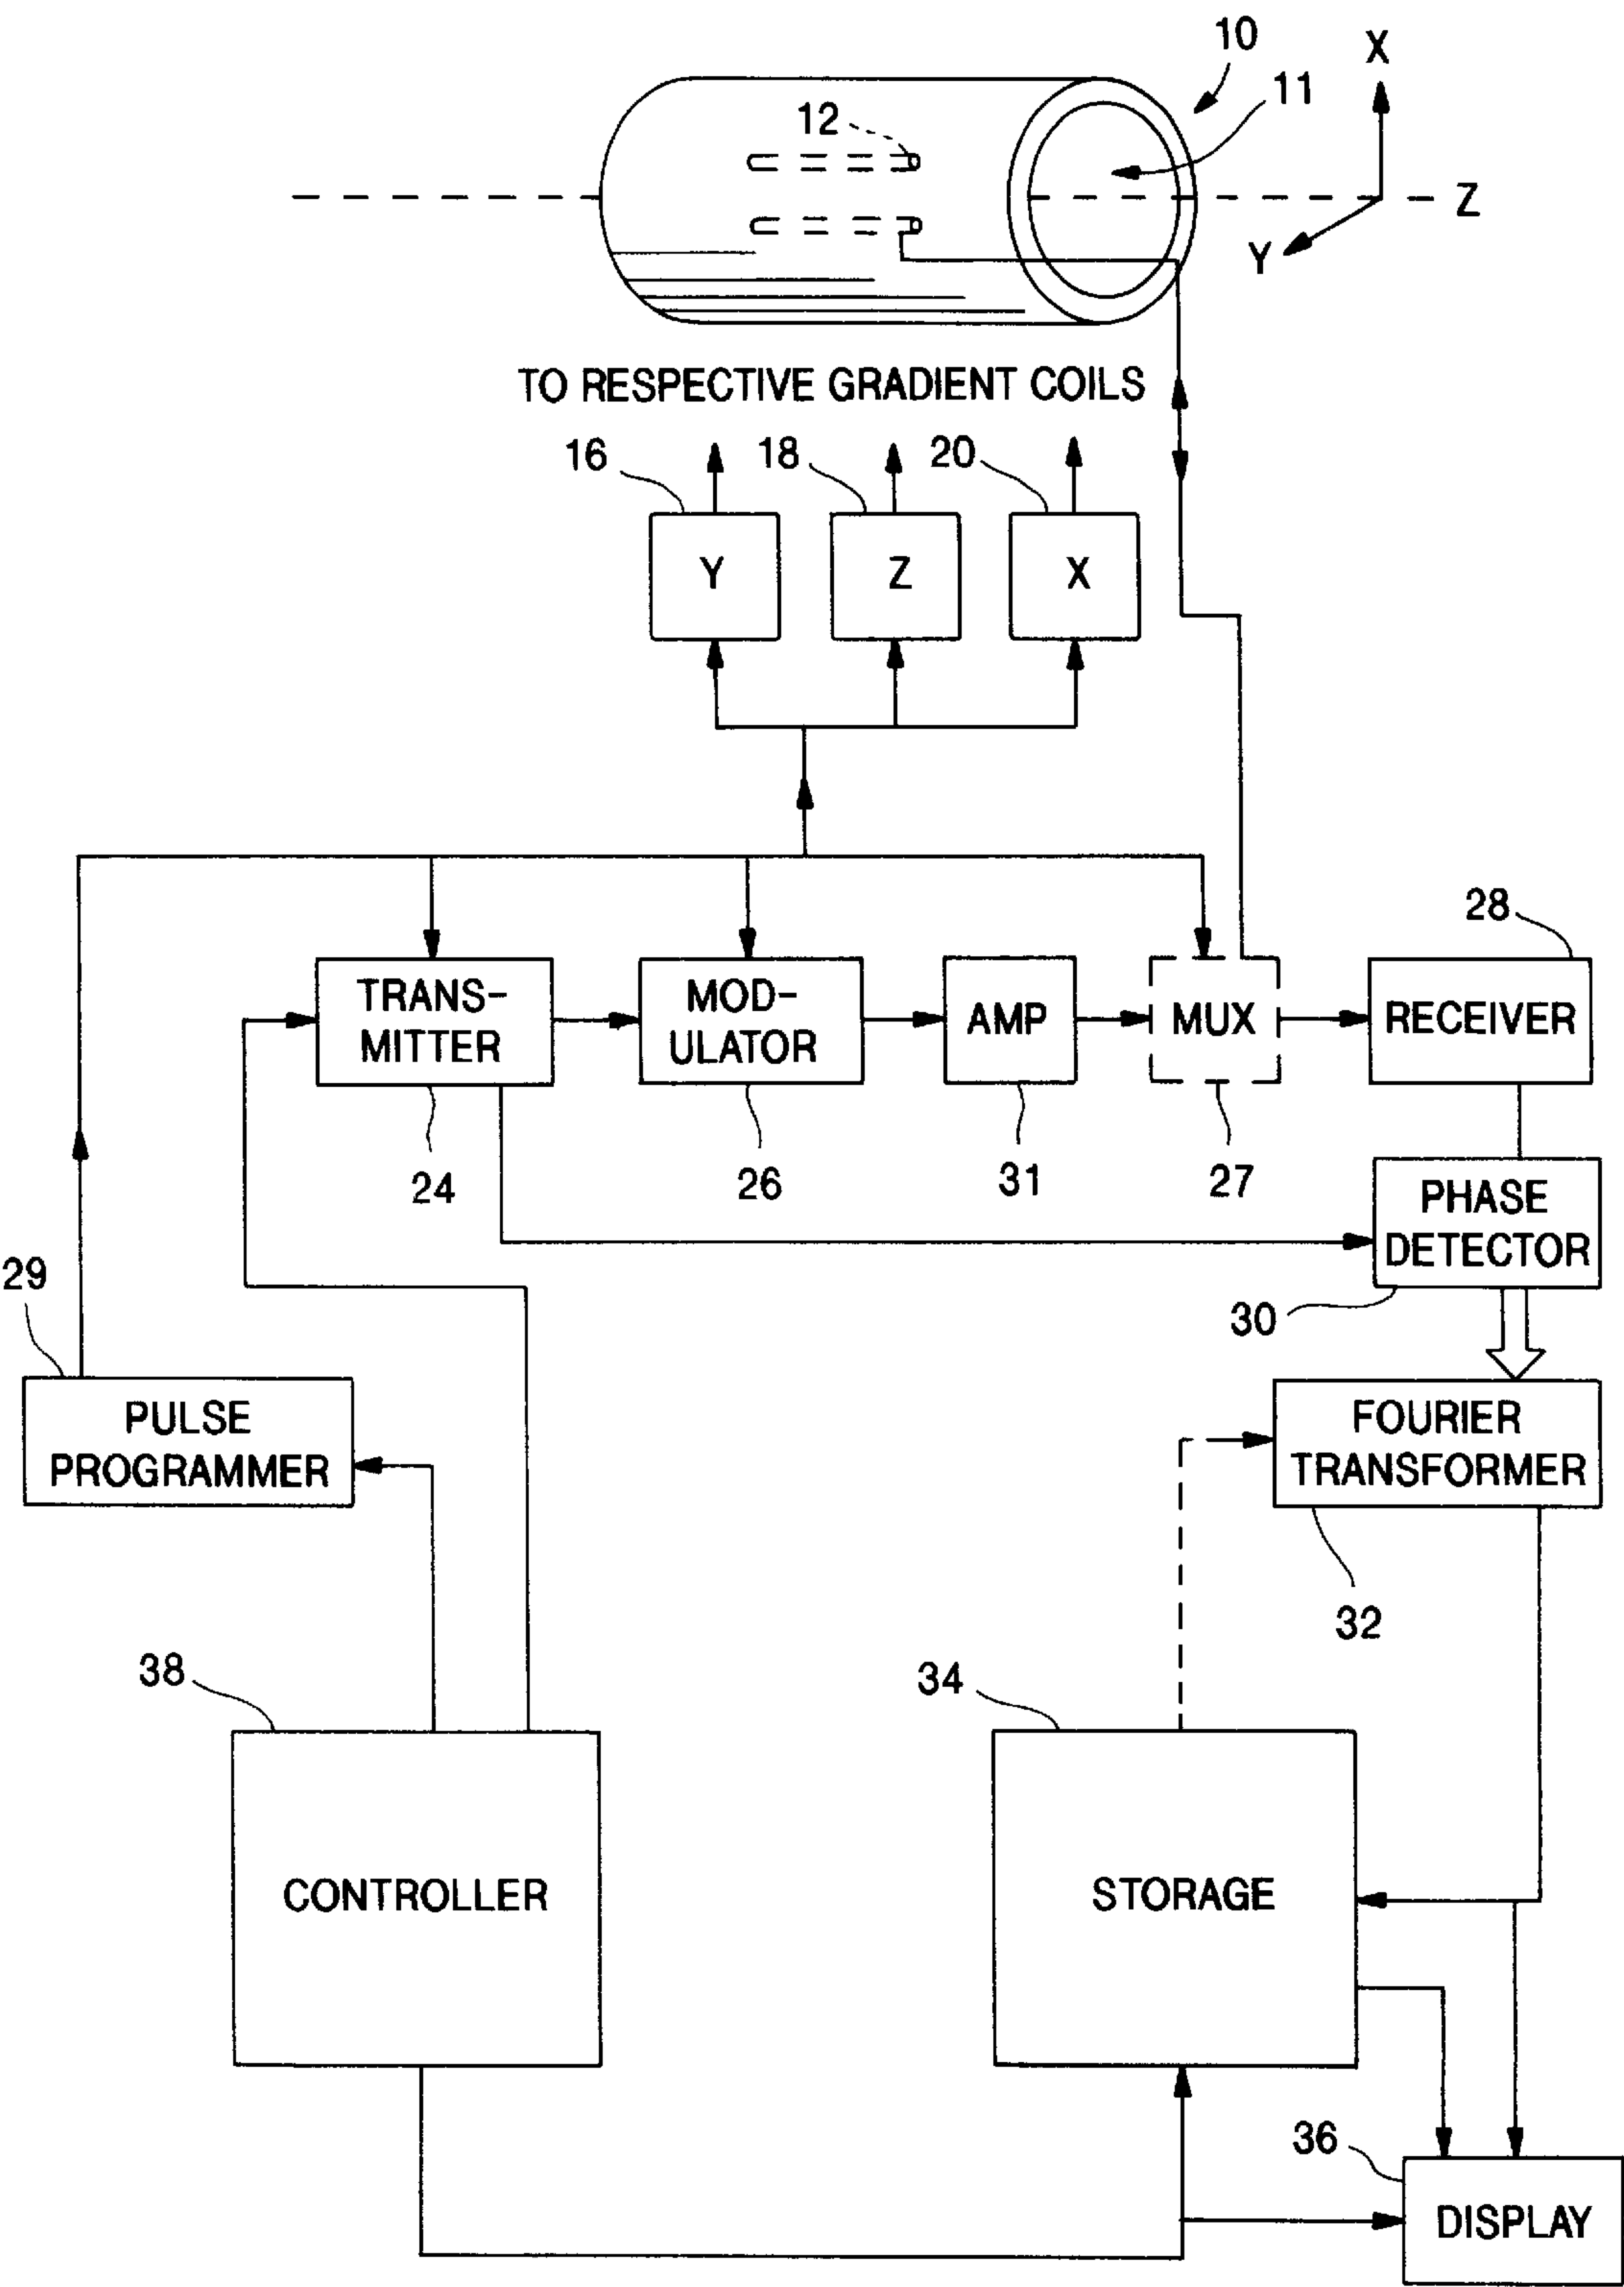 10
X
11
12
Z
Y
TO RESPECTIVE GRADIENT COILS
16
18
20
Y
Z
X
28
TRANS-
MITTER
MOD-
ULATOR
AMP
MUX
RECEIVER
24
26
31
27
PHASE
DETECTOR
29
30
PULSE
PROGRAMMER
FOURIER
TRANSFORMER
32
38
34
CONTROLLER
STORAGE
36
DISPLAY